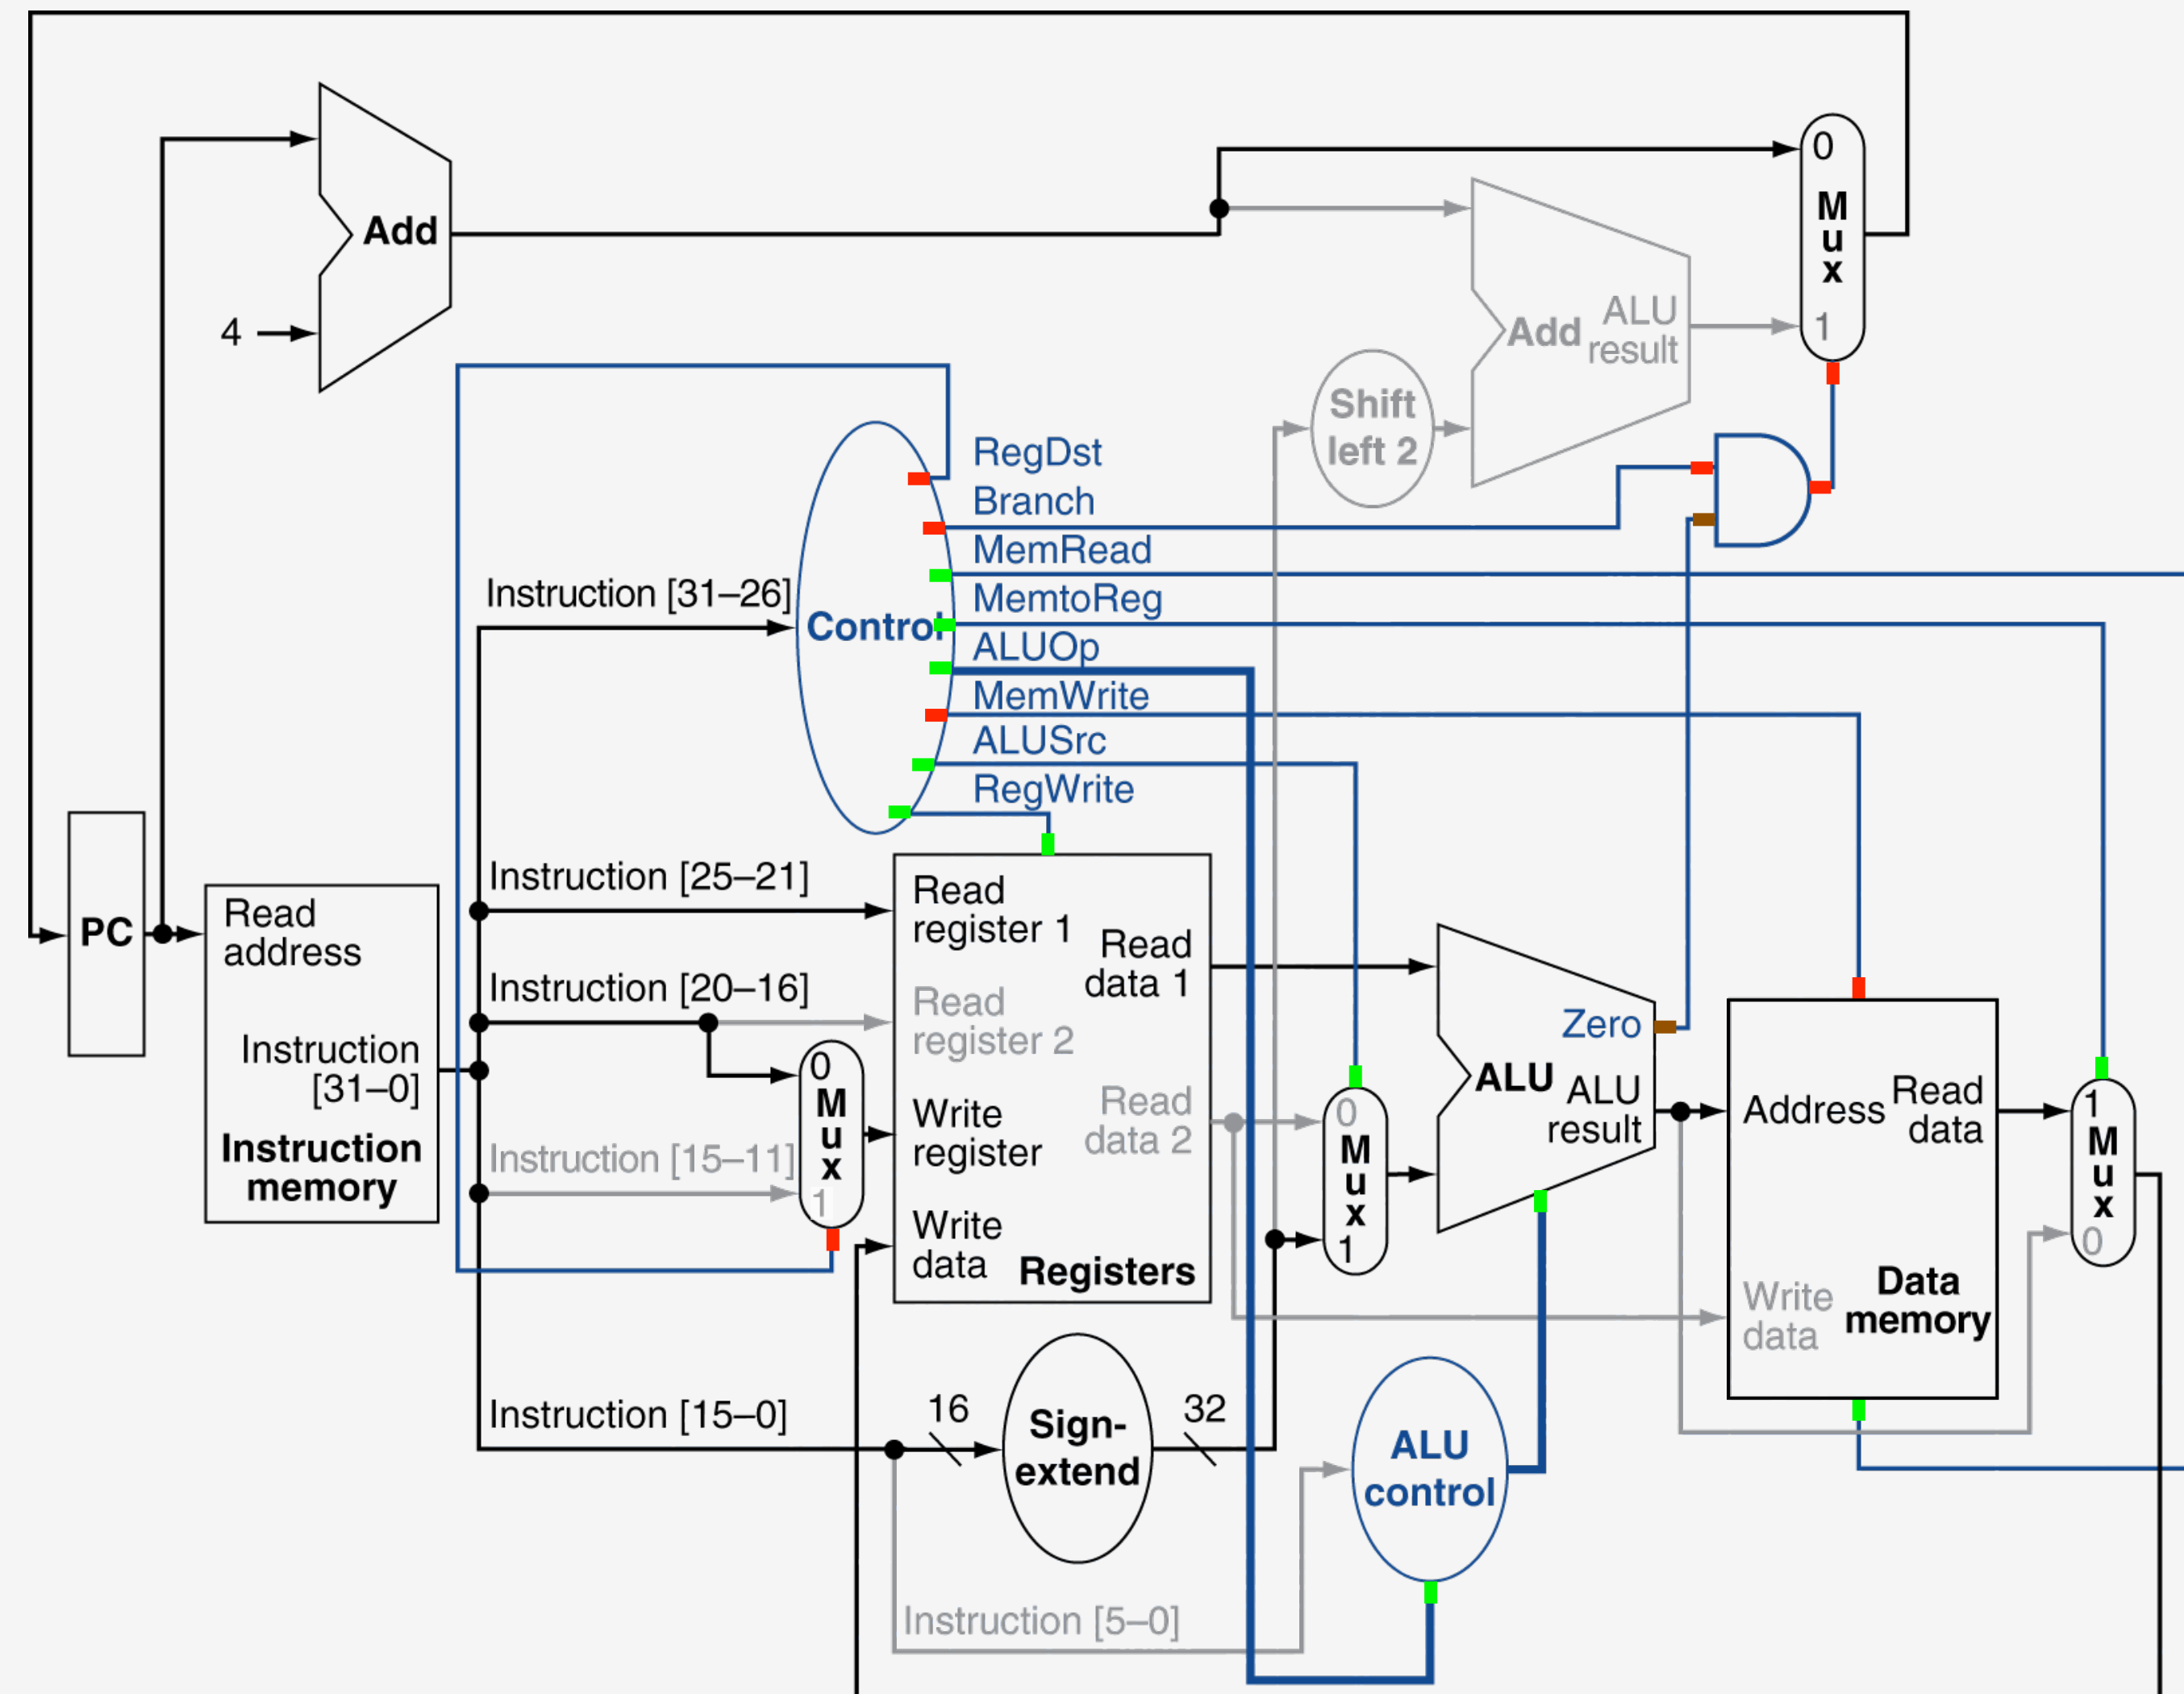 Add
4
0
M
u
x
1
Add
ALU
result
Shift
left 2
RegDst
Branch
MemRead
MemtoReg
ALUOp
MemWrite
ALUSrc
RegWrite
Control
Instruction [31–26]
Instruction [25–21]
Instruction [20–16]
Instruction [15–11]
Instruction [15–0]
Instruction [5–0]
PC
Read
address
Instruction
[31–0]
Instruction
memory
0
M
u
x
1
Read
register 1
Read
data 1
Read
register 2
Read
data 2
Write
register
Write
data
Registers
16
Sign-
extend
32
0
M
u
x
1
Zero
ALU
ALU
result
ALU
control
Address
Read
data
Write
data
Data
memory
1
M
u
x
0